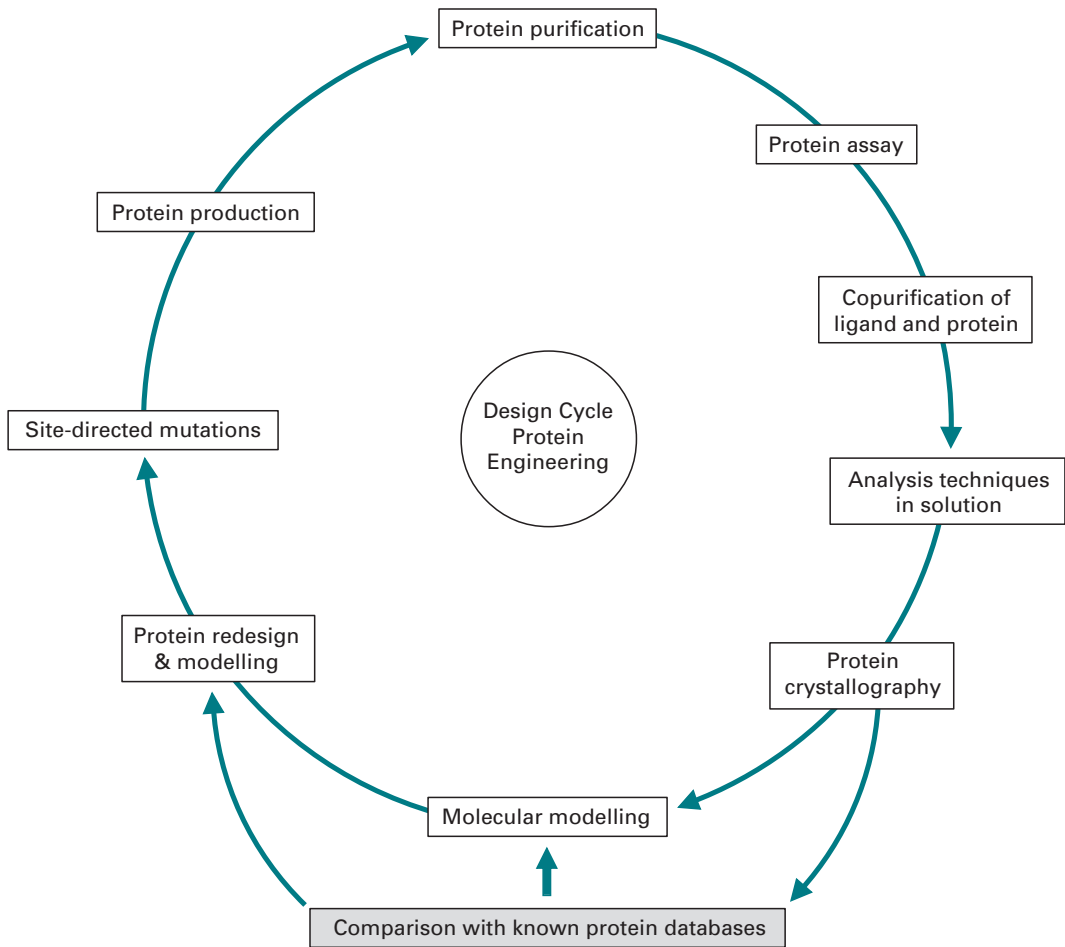 Protein purification
Protein assay
Copurification of
ligand and protein
Analysis techniques
in solution
Protein
crystallography
Molecular modelling
Comparison with known protein databases
Protein redesign
& modelling
Site-directed mutations
Protein production
Design Cycle
Protein
Engineering